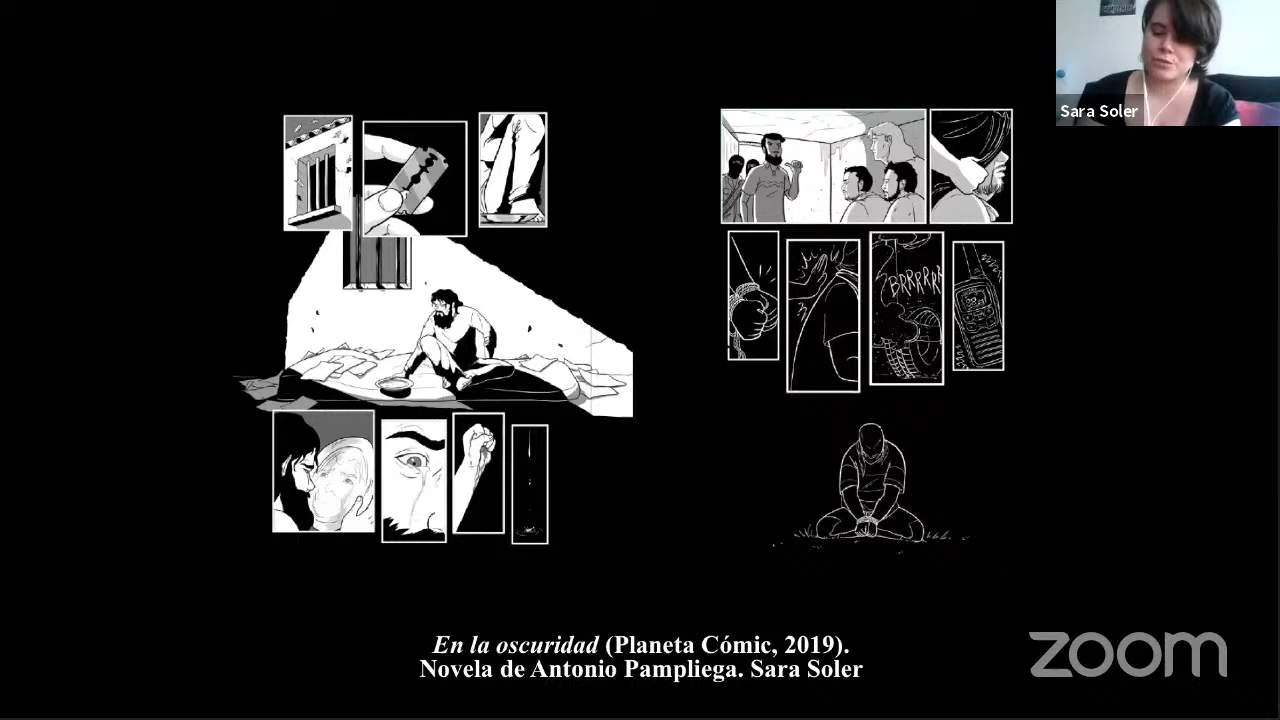 Sara Soler
BRRRRRR
En la oscuridad (Planeta Cómic, 2019).
Novela de Antonio Pampliega. Sara Soler
zoom